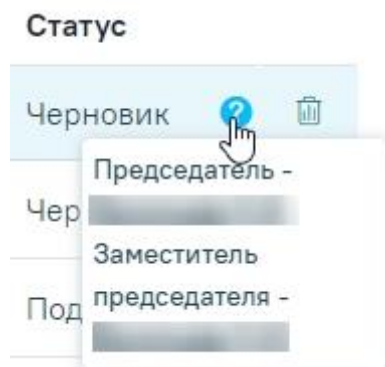 Статус
Черновик
Председатель -
Чер
Заместитель
председателя -
Под